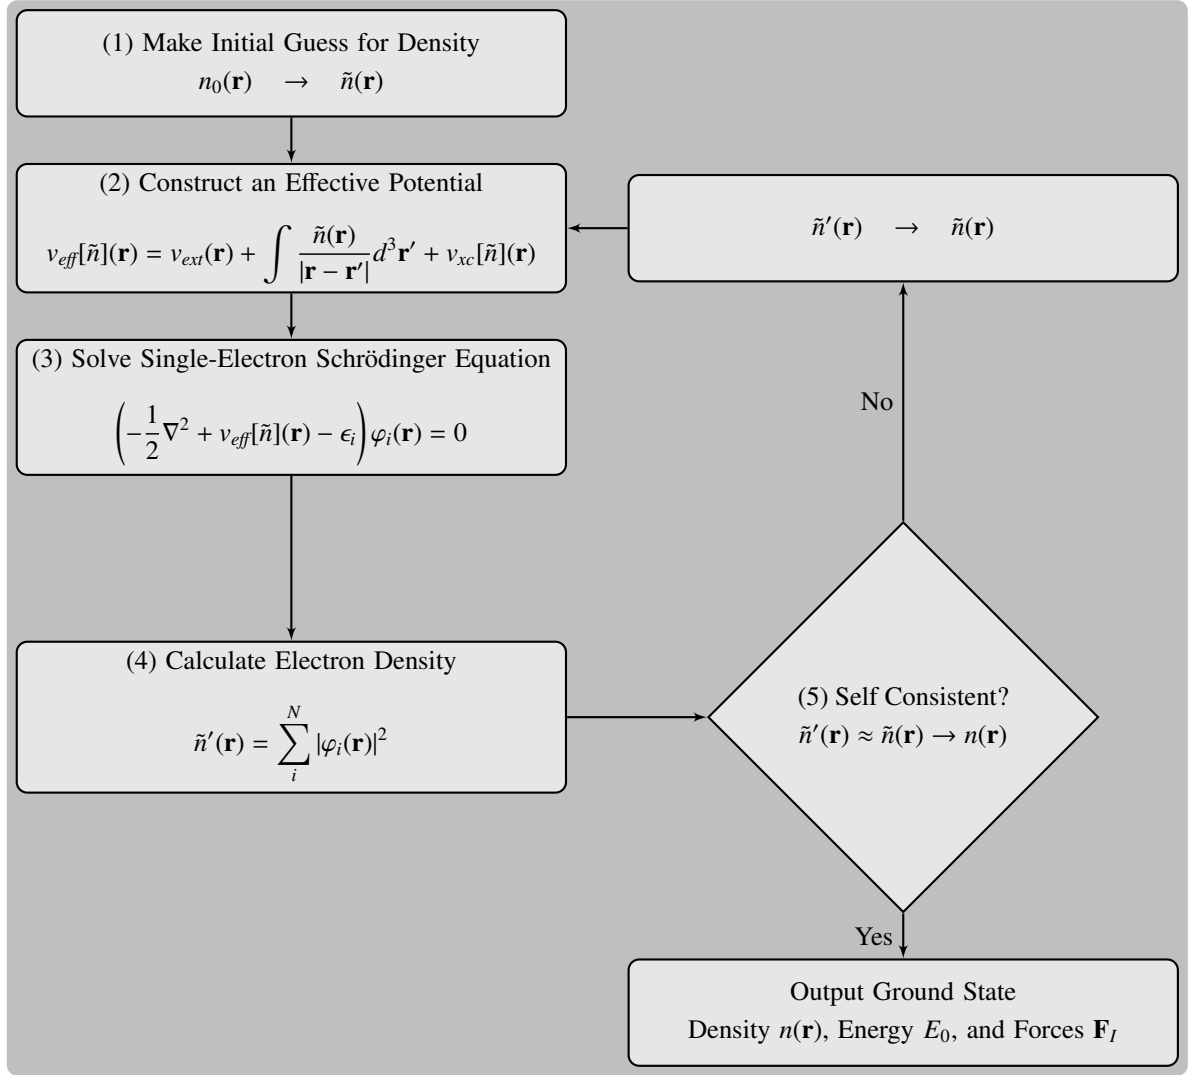 (1) Make Initial Guess for Density
n₀(r) → ñ(r)
(2) Construct an Effective Potential
v_eff[ñ](r) = v_ext(r) + ∫ ñ(r) / |r − r′| d³r′ + v_xc[ñ](r)
ñ′(r) → ñ(r)
(3) Solve Single-Electron Schrödinger Equation
(−1/2 ∇² + v_eff[ñ](r) − ϵᵢ) φᵢ(r) = 0
No
(4) Calculate Electron Density
ñ′(r) = ∑ᵢᴺ |φᵢ(r)|²
(5) Self Consistent?
ñ′(r) ≈ ñ(r) → n(r)
Yes
Output Ground State
Density n(r), Energy E₀, and Forces F_I